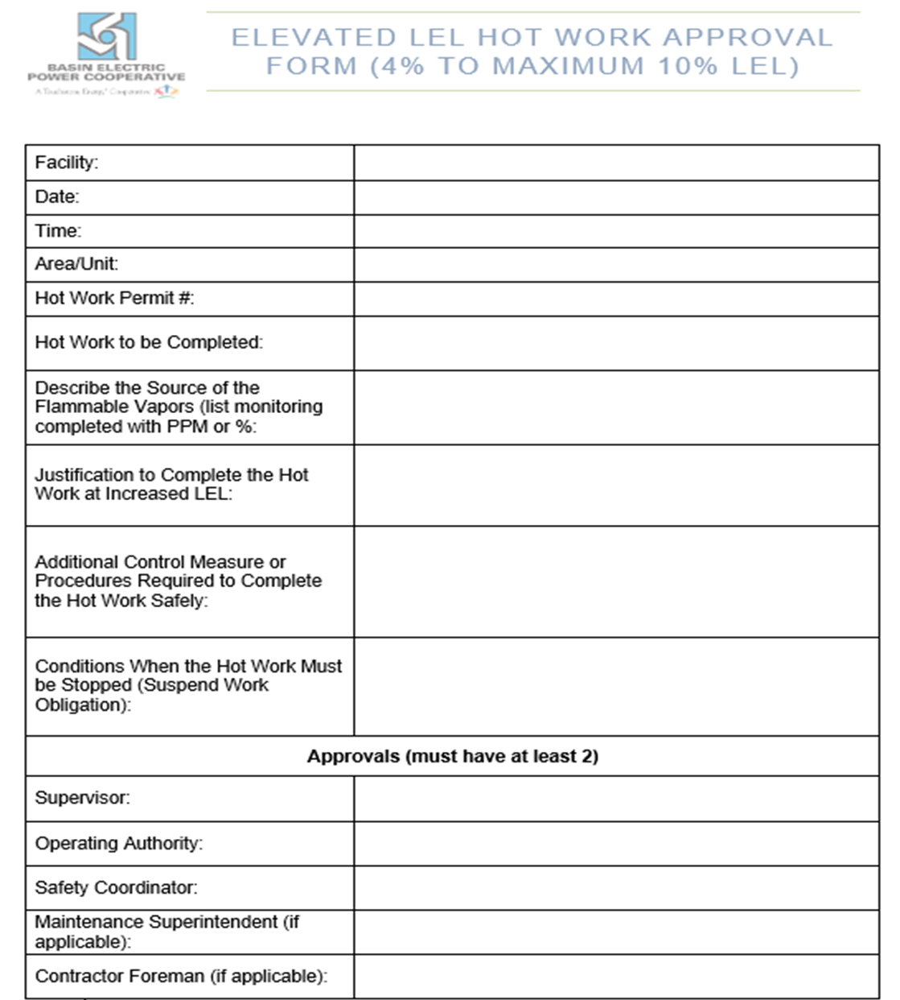 BASIN ELECTRIC
POWER COOPERATIVE
A Touchstone Energy® Cooperative
ELEVATED LEL HOT WORK APPROVAL
FORM (4% TO MAXIMUM 10% LEL)
Facility:
Date:
Time:
Area/Unit:
Hot Work Permit #:
Hot Work to be Completed:
Describe the Source of the
Flammable Vapors (list monitoring
completed with PPM or %:
Justification to Complete the Hot
Work at Increased LEL:
Additional Control Measure or
Procedures Required to Complete
the Hot Work Safely:
Conditions When the Hot Work Must
be Stopped (Suspend Work
Obligation):
Approvals (must have at least 2)
Supervisor:
Operating Authority:
Safety Coordinator:
Maintenance Superintendent (if
applicable):
Contractor Foreman (if applicable):